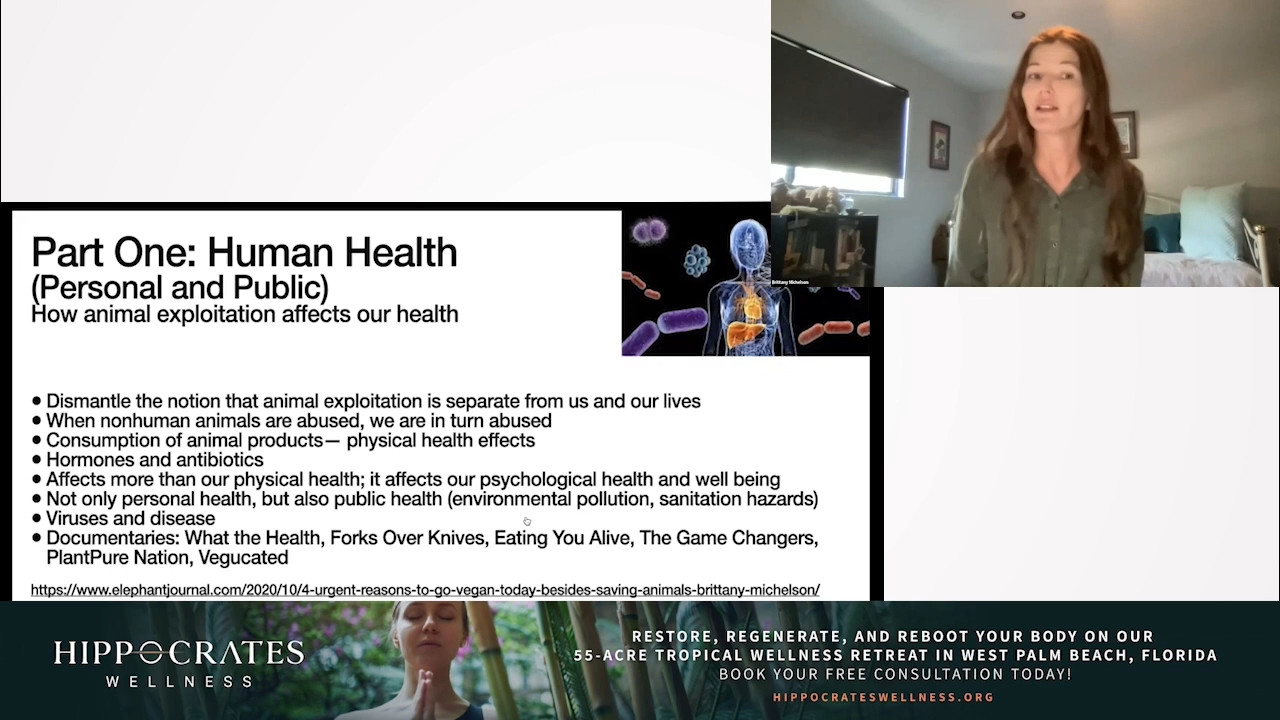 Brittany Michelson
Part One: Human Health
(Personal and Public)
How animal exploitation affects our health
• Dismantle the notion that animal exploitation is separate from us and our lives
• When nonhuman animals are abused, we are in turn abused
• Consumption of animal products— physical health effects
• Hormones and antibiotics
• Affects more than our physical health; it affects our psychological health and well being
• Not only personal health, but also public health (environmental pollution, sanitation hazards)
• Viruses and disease
• Documentaries: What the Health, Forks Over Knives, Eating You Alive, The Game Changers,
PlantPure Nation, Vegucated
https://www.elephantjournal.com/2020/10/4-urgent-reasons-to-go-vegan-today-besides-saving-animals-brittany-michelson/
HIPPOCRATES
WELLNESS
RESTORE, REGENERATE, AND REBOOT YOUR BODY ON OUR
55-ACRE TROPICAL WELLNESS RETREAT IN WEST PALM BEACH, FLORIDA
BOOK YOUR FREE CONSULTATION TODAY!
HIPPOCRATESWELLNESS.ORG